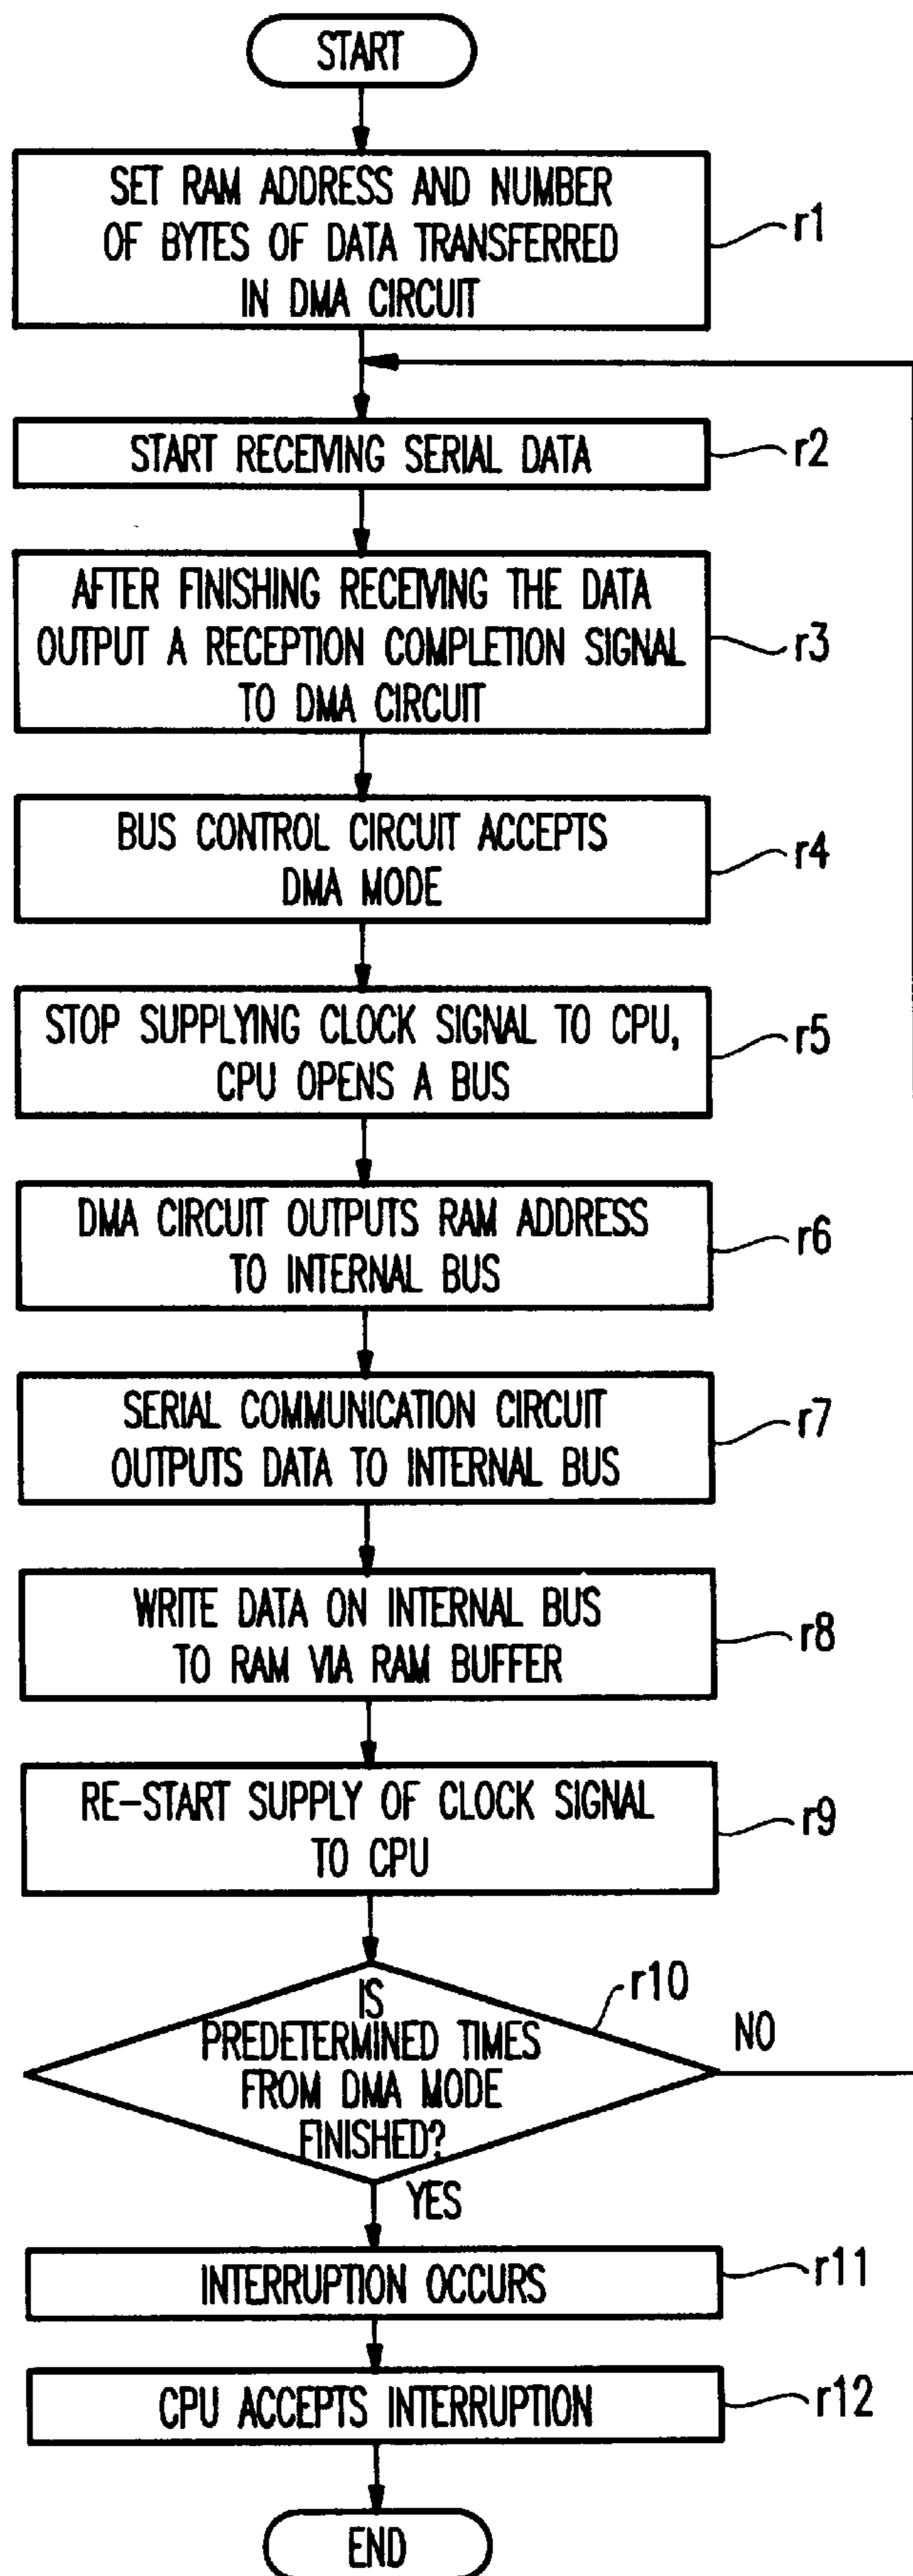 START
SET RAM ADDRESS AND NUMBER
OF BYTES OF DATA TRANSFERRED
IN DMA CIRCUIT
r1
START RECEIVING SERIAL DATA
r2
AFTER FINISHING RECEIVING THE DATA
OUTPUT A RECEPTION COMPLETION SIGNAL
TO DMA CIRCUIT
r3
BUS CONTROL CIRCUIT ACCEPTS
DMA MODE
r4
STOP SUPPLYING CLOCK SIGNAL TO CPU,
CPU OPENS A BUS
r5
DMA CIRCUIT OUTPUTS RAM ADDRESS
TO INTERNAL BUS
r6
SERIAL COMMUNICATION CIRCUIT
OUTPUTS DATA TO INTERNAL BUS
r7
WRITE DATA ON INTERNAL BUS
TO RAM VIA RAM BUFFER
r8
RE-START SUPPLY OF CLOCK SIGNAL
TO CPU
r9
IS
PREDETERMINED TIMES
FROM DMA MODE
FINISHED?
r10
NO
YES
INTERRUPTION OCCURS
r11
CPU ACCEPTS INTERRUPTION
r12
END